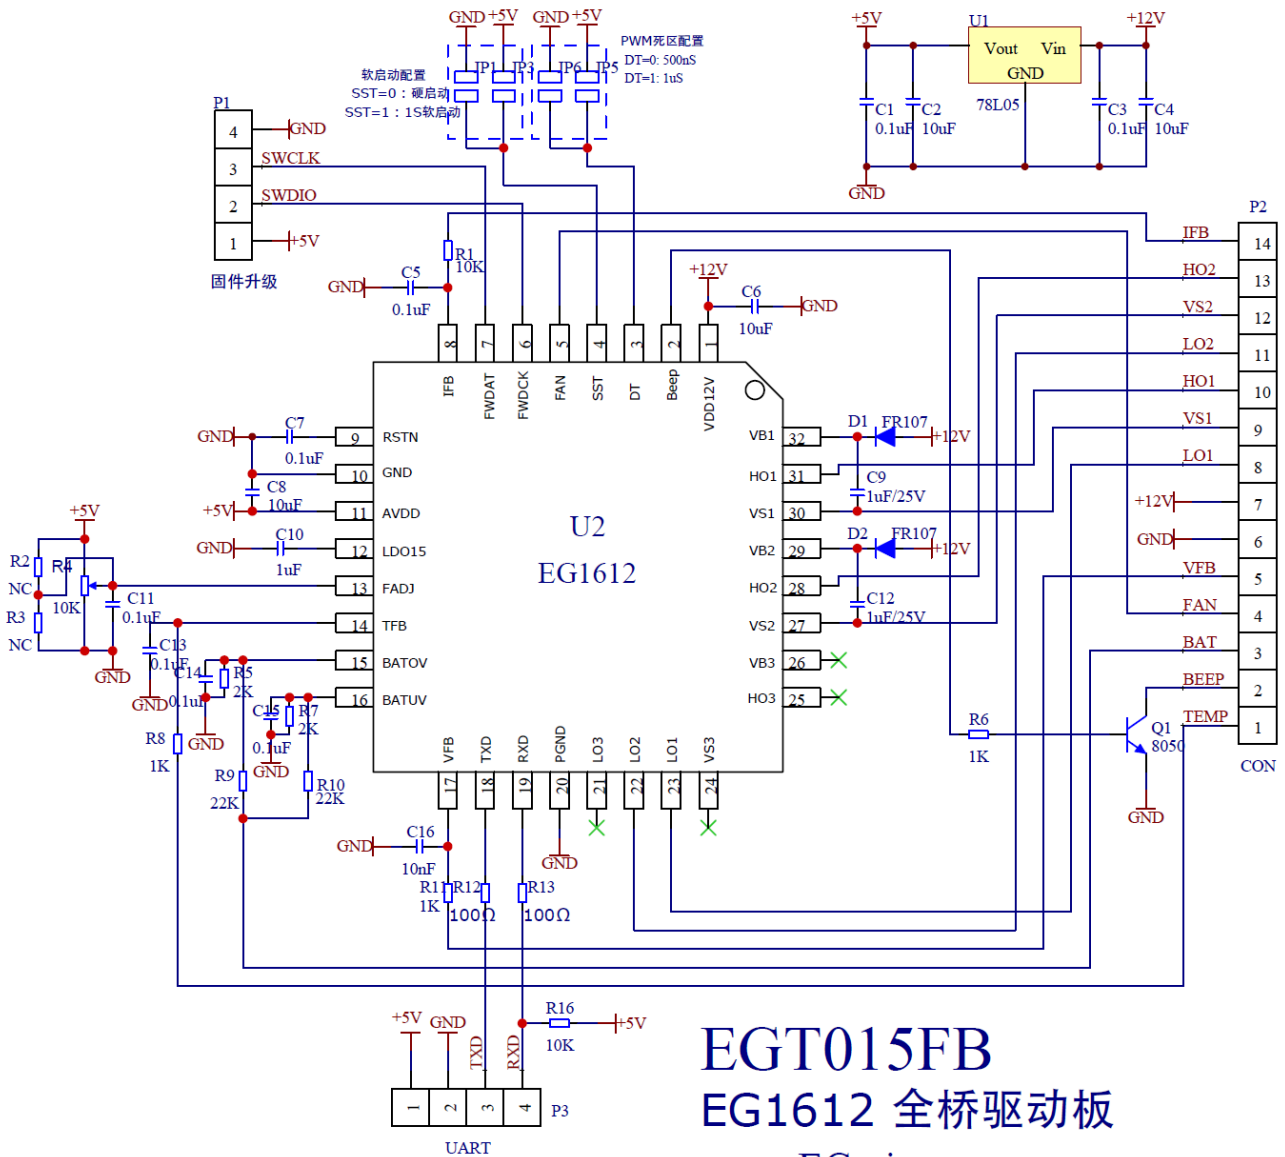 GND +5V GND +5V
PWM死区配置
DT=0: 500nS
DT=1: 1uS
JP1 JP3 JP6 JP5
软启动配置
SST=0 : 硬启动
SST=1 : 1S软启动
+5V U1 +12V
Vout Vin
GND
78L05
C1 0.1uF
C2 10uF
C3 0.1uF
C4 10uF
GND
P1
4 GND
3 SWCLK
2 SWDIO
1 +5V
固件升级
R1
10K
GND C5
0.1uF
+12V
C6
10uF
GND
8 7 6 5 4 3 2 1
IFB FWDAT FWDCK FAN SST DT Beep VDD12V
P2
IFB 14
HO2 13
VS2 12
LO2 11
HO1 10
VS1 9
LO1 8
+12V 7
GND 6
VFB 5
FAN 4
BAT 3
BEEP 2
TEMP 1
CON
GND C7
0.1uF
9 RSTN
10 GND
C8
10uF
+5V
11 AVDD
GND C10
1uF
12 LDO15
13 FADJ
14 TFB
15 BATOV
16 BATUV
U2
EG1612
VB1 32
HO1 31
VS1 30
VB2 29
HO2 28
VS2 27
VB3 26
HO3 25
D1 FR107
+12V
C9
1uF/25V
D2 FR107
+12V
C12
1uF/25V
+5V
R2
NC
R4
10K
R3
NC
C11
0.1uF
GND
C13
0.1uF
GND
C14
0.1uF
R5
2K
GND
C15
0.1uF
R7
2K
GND
R8
1K
R9
22K
R10
22K
VFB TXD RXD PGND LO3 LO2 LO1 VS3
17 18 19 20 21 22 23 24
R6
1K
Q1
8050
GND
GND C16
10nF
GND
R11 R12 R13
1K 100Ω 100Ω
+5V GND TXD RXD
R16
10K
+5V
1 2 3 4 P3
UART
EGT015FB
EG1612 全桥驱动板